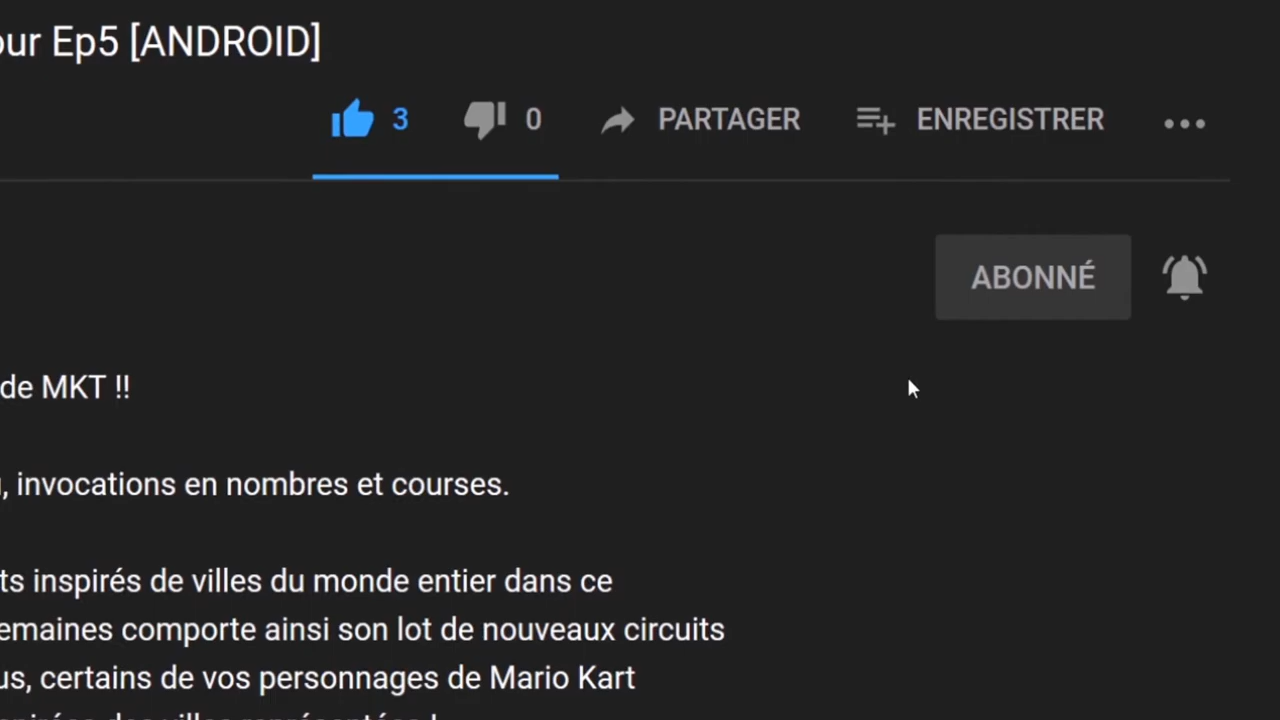 our Ep5 [ANDROID]
3 0 PARTAGER ENREGISTRER
ABONNÉ
de MKT !!
, invocations en nombres et courses.
ts inspirés de villes du monde entier dans ce
emaines comporte ainsi son lot de nouveaux circuits
us, certains de vos personnages de Mario Kart